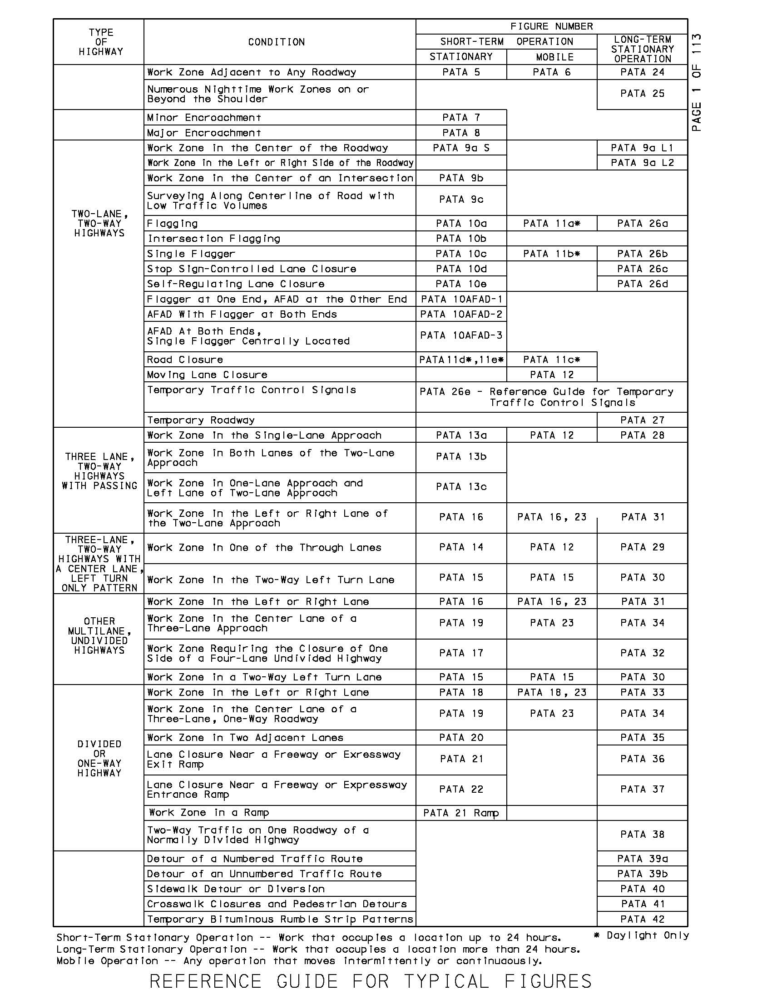 PAGE 1 OF 113
TYPE
OF
HIGHWAY
CONDITION
FIGURE NUMBER
SHORT-TERM OPERATION
STATIONARY
MOBILE
LONG-TERM
STATIONARY
OPERATION
Work Zone Adjacent to Any Roadway PATA 5 PATA 6 PATA 24
Numerous Nighttime Work Zones on or
Beyond the Shoulder
PATA 25
Minor Encroachment PATA 7
Major Encroachment PATA 8
TWO-LANE,
TWO-WAY
HIGHWAYS
Work Zone in the Center of the Roadway PATA 9a S PATA 9a L1
Work Zone in the Left or Right Side of the Roadway PATA 9a L2
Work Zone in the Center of an Intersection PATA 9b
Surveying Along Centerline of Road with
Low Traffic Volumes
PATA 9c
Flagging PATA 10a PATA 11a* PATA 26a
Intersection Flagging PATA 10b
Single Flagger PATA 10c PATA 11b* PATA 26b
Stop Sign-Controlled Lane Closure PATA 10d PATA 26c
Self-Regulating Lane Closure PATA 10e PATA 26d
Flagger at One End, AFAD at the Other End PATA 10AFAD-1
AFAD With Flagger at Both Ends PATA 10AFAD-2
AFAD At Both Ends,
Single Flagger Centrally Located
PATA 10AFAD-3
Road Closure PATA11d*,11e* PATA 11c*
Moving Lane Closure PATA 12
Temporary Traffic Control Signals PATA 26e - Reference Guide for Temporary
Traffic Control Signals
Temporary Roadway PATA 27
THREE LANE,
TWO-WAY
HIGHWAYS
WITH PASSING
Work Zone in the Single-Lane Approach PATA 13a PATA 12 PATA 28
Work Zone in Both Lanes of the Two-Lane
Approach
PATA 13b
Work Zone in One-Lane Approach and
Left Lane of Two-Lane Approach
PATA 13c
Work Zone in the Left or Right Lane of
the Two-Lane Approach
PATA 16 PATA 16, 23 PATA 31
THREE-LANE,
TWO-WAY
HIGHWAYS WITH
A CENTER LANE,
LEFT TURN
ONLY PATTERN
Work Zone in One of the Through Lanes PATA 14 PATA 12 PATA 29
Work Zone in the Two-Way Left Turn Lane PATA 15 PATA 15 PATA 30
OTHER
MULTILANE,
UNDIVIDED
HIGHWAYS
Work Zone in the Left or Right Lane PATA 16 PATA 16, 23 PATA 31
Work Zone in the Center Lane of a
Three-Lane Approach
PATA 19 PATA 23 PATA 34
Work Zone Requiring the Closure of One
Side of a Four-Lane Undivided Highway
PATA 17 PATA 32
Work Zone in a Two-Way Left Turn Lane PATA 15 PATA 15 PATA 30
DIVIDED
OR
ONE-WAY
HIGHWAY
Work Zone in the Left or Right Lane PATA 18 PATA 18, 23 PATA 33
Work Zone in the Center Lane of a
Three-Lane, One-Way Roadway
PATA 19 PATA 23 PATA 34
Work Zone in Two Adjacent Lanes PATA 20 PATA 35
Lane Closure Near a Freeway or Exressway
Exit Ramp
PATA 21 PATA 36
Lane Closure Near a Freeway or Expressway
Entrance Ramp
PATA 22 PATA 37
Work Zone in a Ramp PATA 21 Ramp
Two-Way Traffic on One Roadway of a
Normally Divided Highway
PATA 38
Detour of a Numbered Traffic Route PATA 39a
Detour of an Unnumbered Traffic Route PATA 39b
Sidewalk Detour or Diversion PATA 40
Crosswalk Closures and Pedestrian Detours PATA 41
Temporary Bituminous Rumble Strip Patterns PATA 42
Short-Term Stationary Operation -- Work that occupies a location up to 24 hours. * Daylight Only
Long-Term Stationary Operation -- Work that occupies a location more than 24 hours.
Mobile Operation -- Any operation that moves intermittently or continuaously.
REFERENCE GUIDE FOR TYPICAL FIGURES